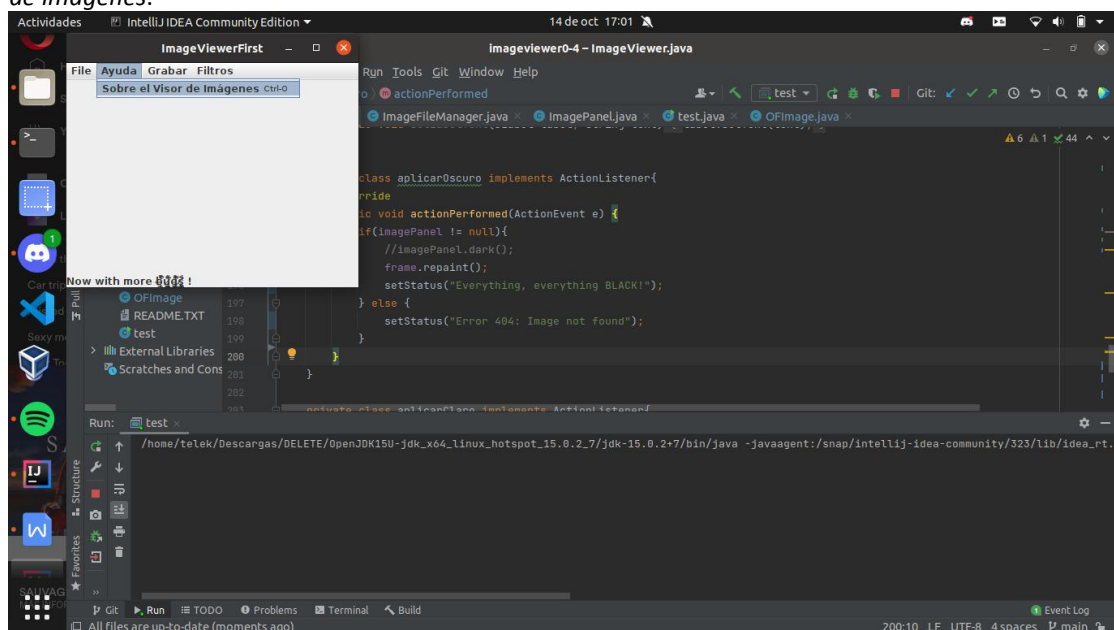 de Imágenes.
Actividades IntelliJ IDEA Community Edition 14 de oct 17:01
ImageViewerFirst
imageviewer0-4 – ImageViewer.java
File Ayuda Grabar Filtros
Run Tools Git Window Help
Sobre el Visor de Imágenes Ctrl-O
actionPerformed
test
Git:
ImageFileManager.java ImagePanel.java test.java OFImage.java
6 1 44
class aplicarOscuro implements ActionListener{
rride
ic void actionPerformed(ActionEvent e) {
if(imagePanel != null){
//imagePanel.dark();
frame.repaint();
Now with more Bugs !
setStatus("Everything, everything BLACK!");
OFImage
197 } else {
README.TXT
198 setStatus("Error 404: Image not found");
test
199 }
External Libraries
200 }
Scratches and Cons
201 }
202
private class aplicarClaro implements ActionListener{
Run: test
/home/telek/Descargas/DELETE/OpenJDK15U-jdk_x64_linux_hotspot_15.0.2_7/jdk-15.0.2+7/bin/java -javaagent:/snap/intellij-idea-community/323/lib/idea_rt.
Structure
Favorites
Git Run TODO Problems Terminal Build
Event Log
All files are up-to-date (moments ago)
200:10 LF UTF-8 4 spaces main